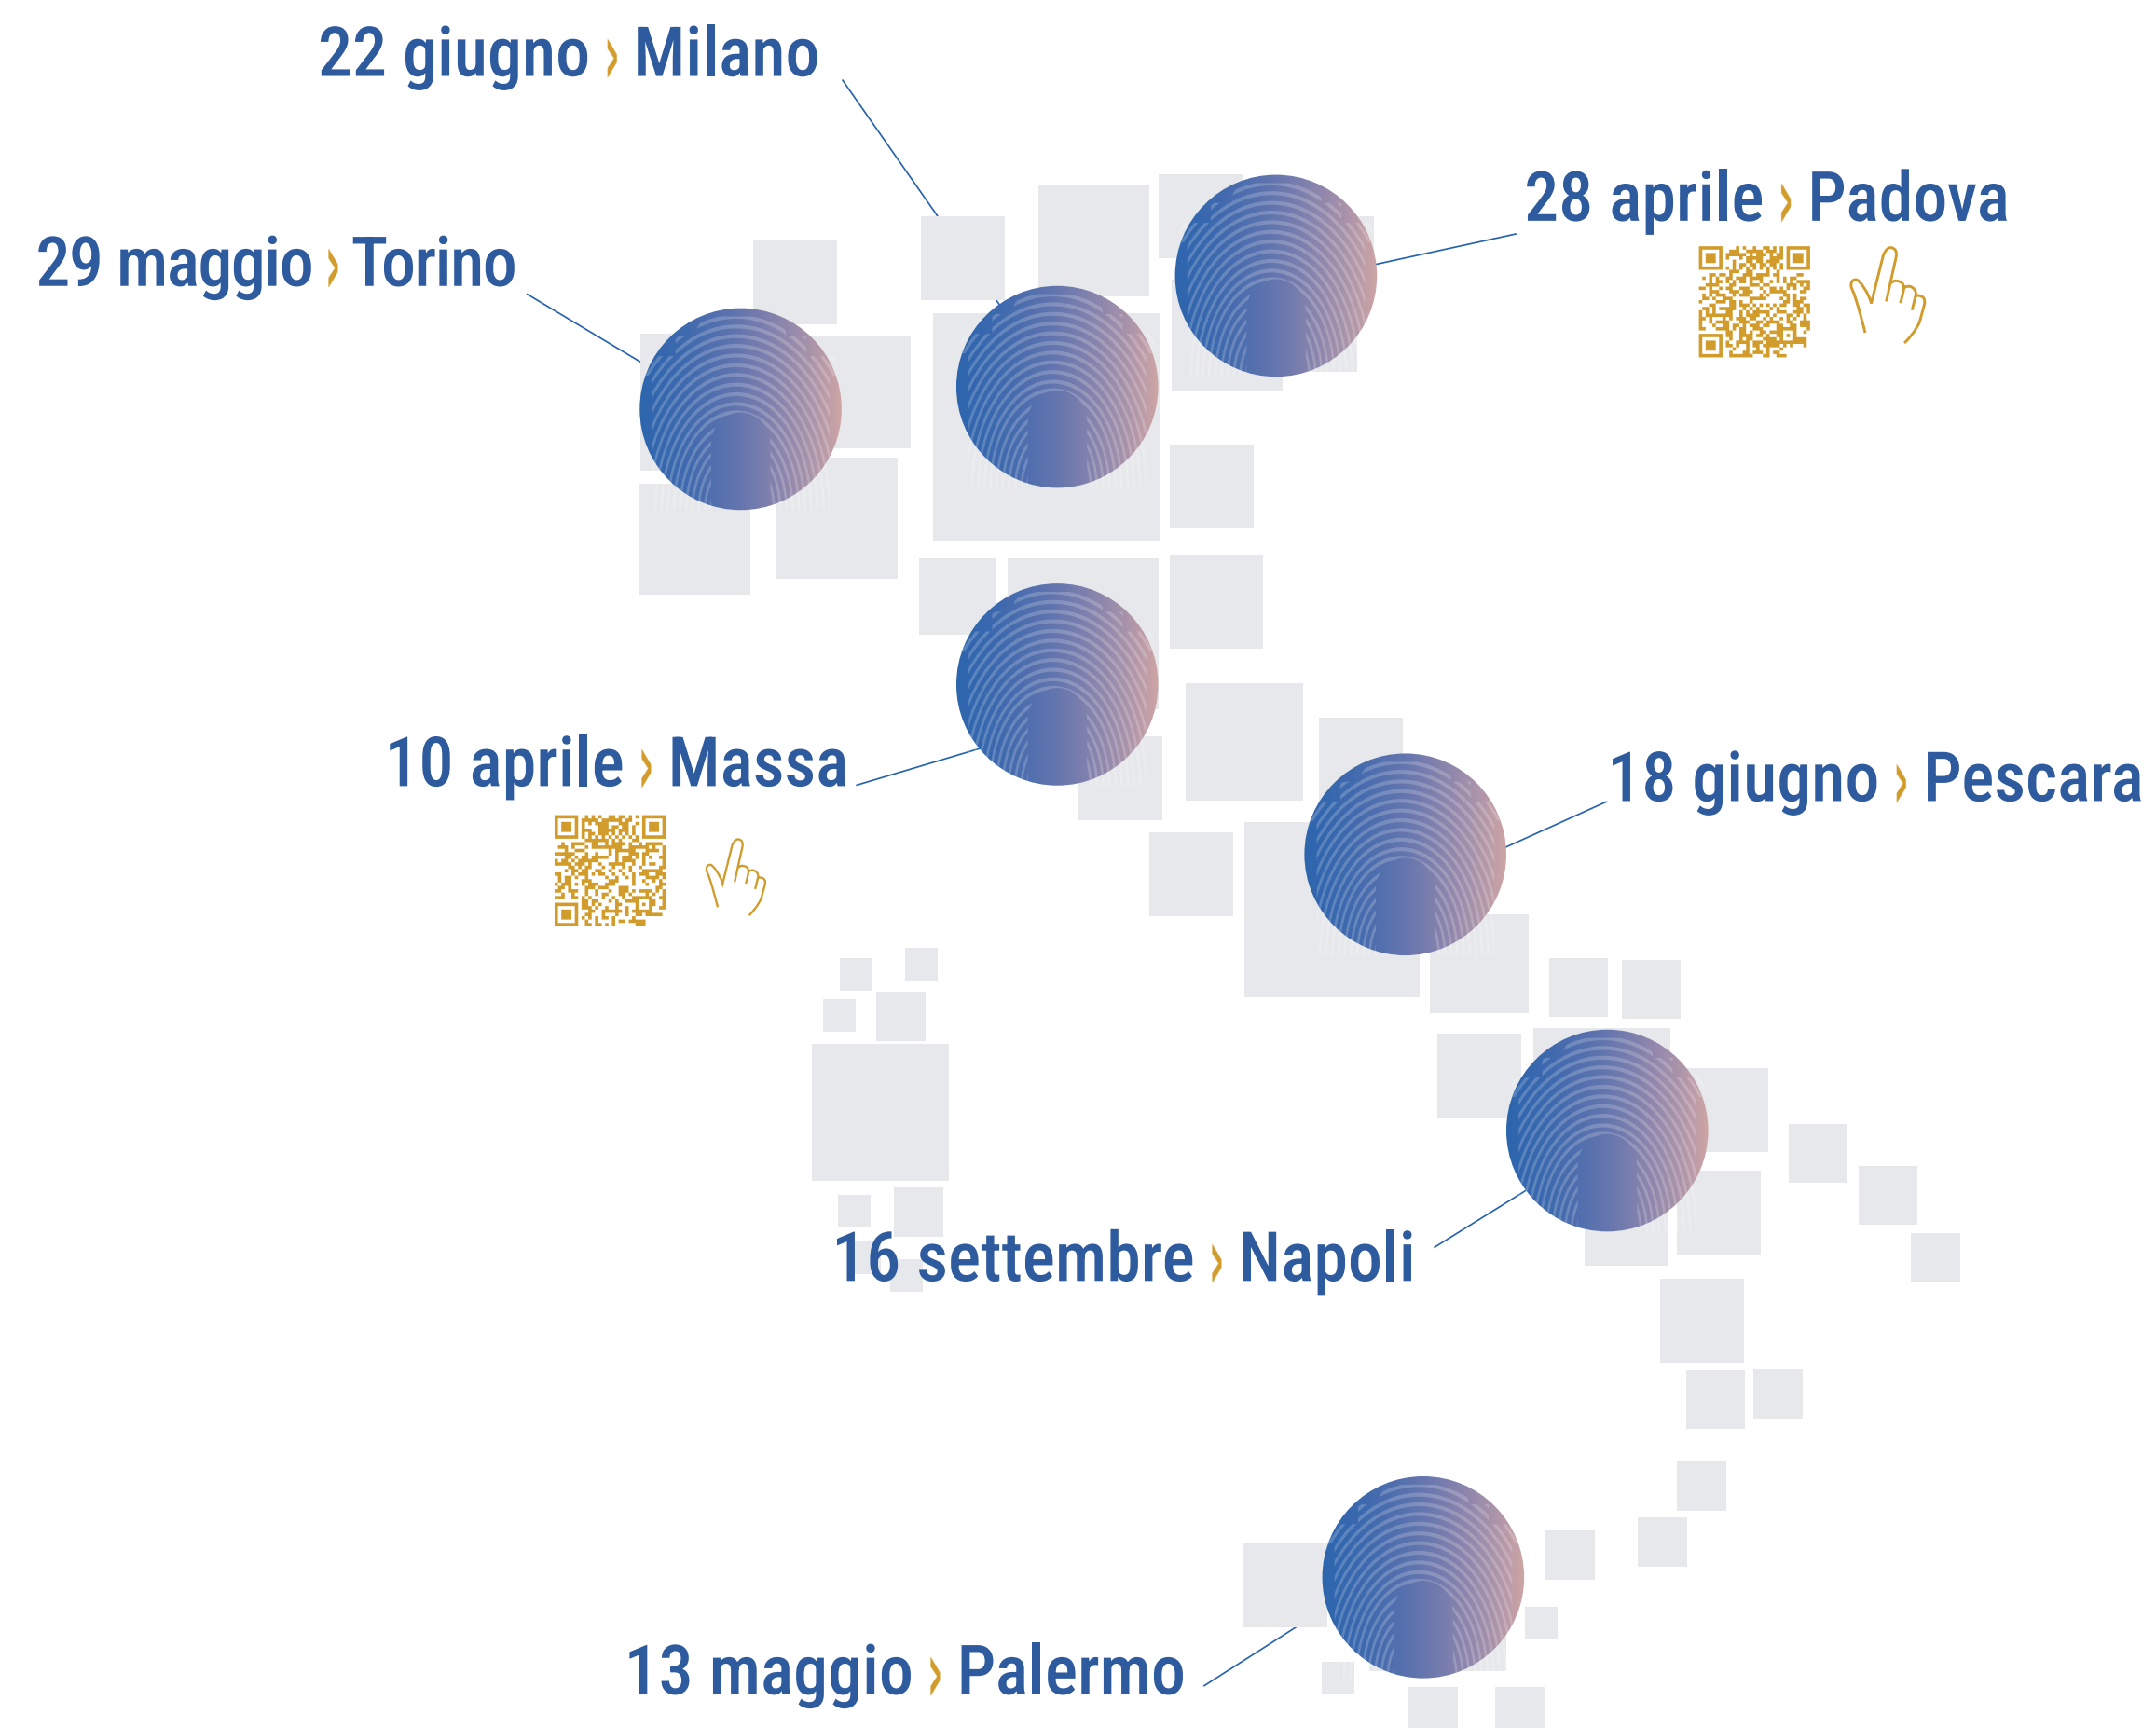 22 giugno › Milano
28 aprile › Padova
29 maggio › Torino
10 aprile › Massa
18 giugno › Pescara
16 settembre › Napoli
13 maggio › Palermo